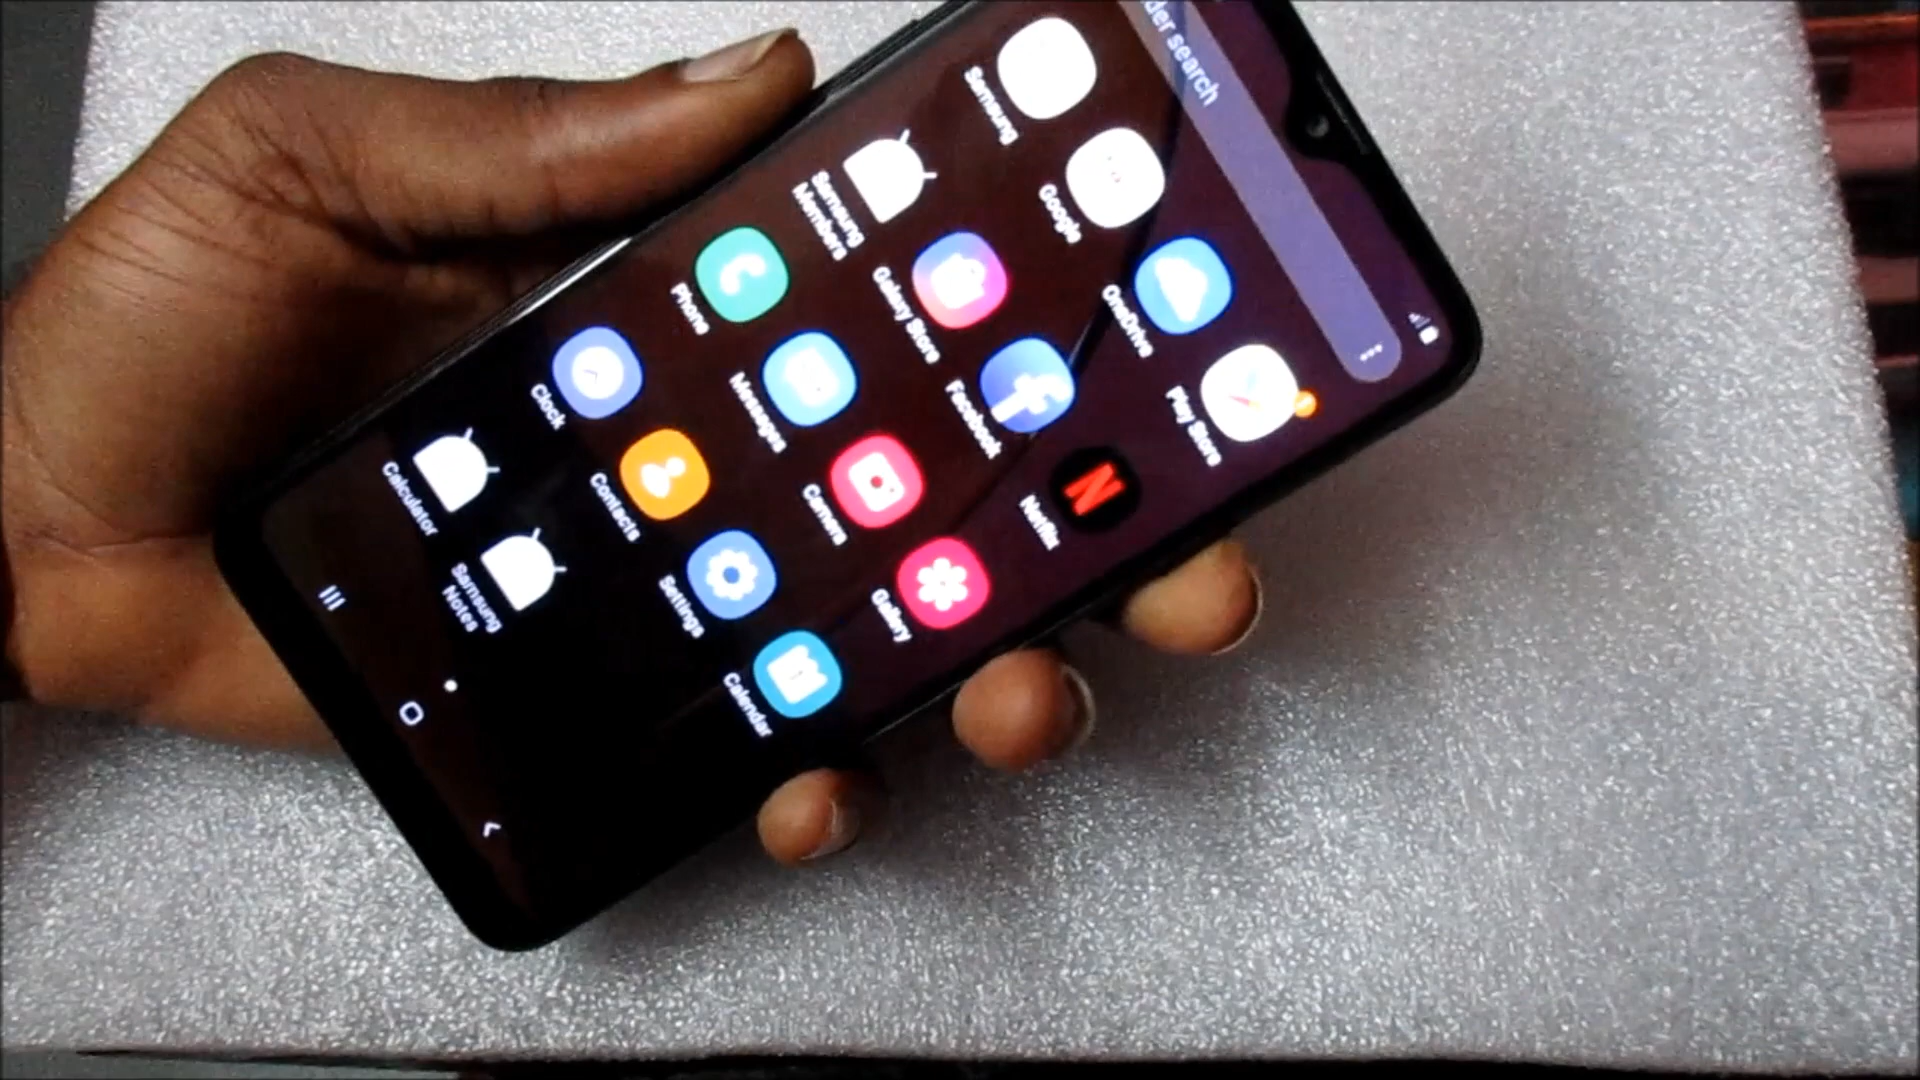 der search
Samsung
Google
OneDrive
Play Store
Samsung
Members
Galaxy Store
Facebook
N
Netflix
Phone
Messages
Camera
Gallery
Clock
Contacts
Settings
Calendar
Calculator
Samsung
Notes